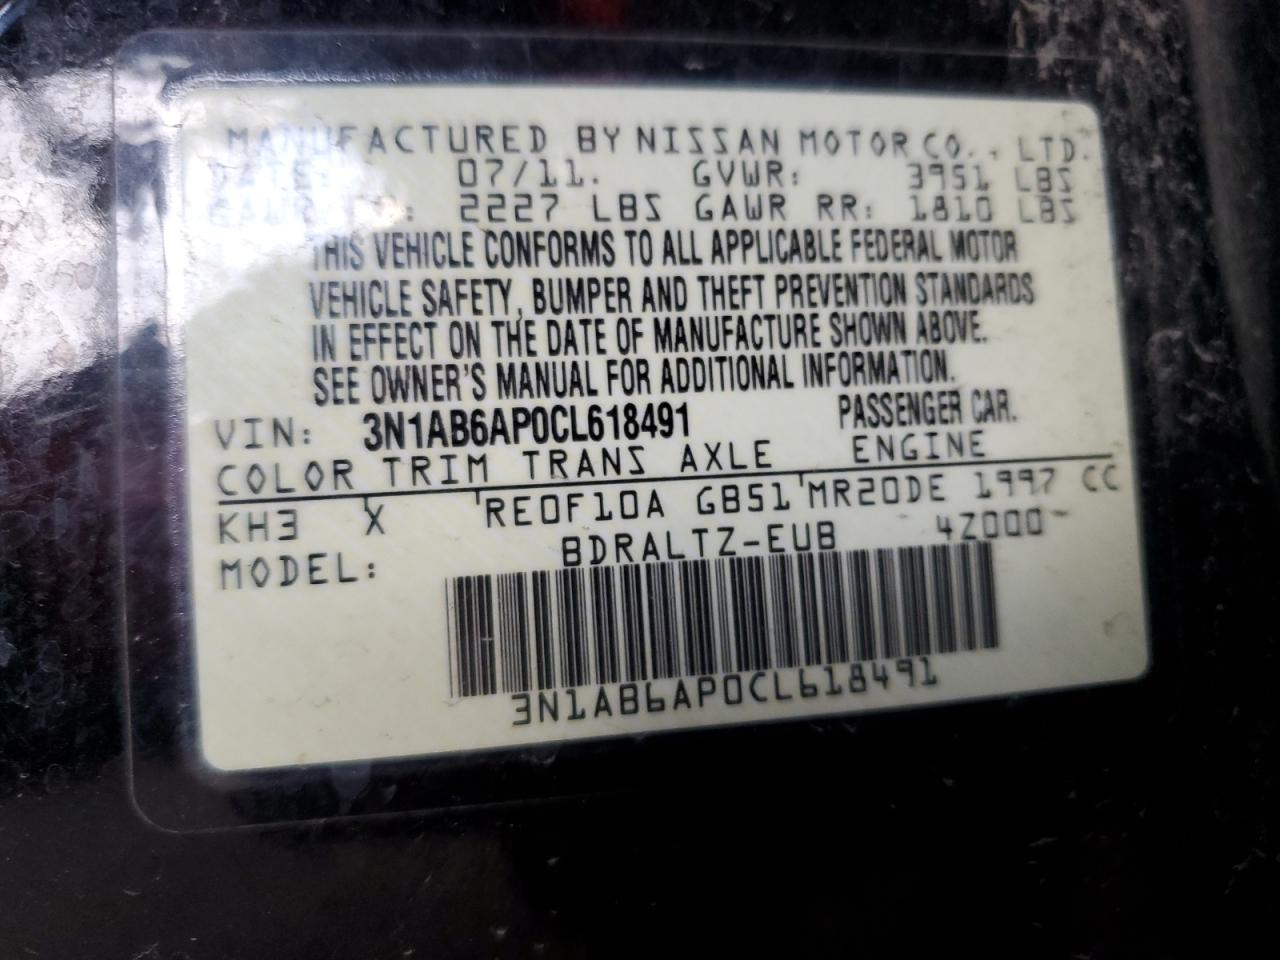 MANUFACTURED BY NISSAN MOTOR CO., LTD.
DATE: 07/11. GVWR: 3951 LBS
GAWR FR: 2227 LBS GAWR RR: 1810 LBS
THIS VEHICLE CONFORMS TO ALL APPLICABLE FEDERAL MOTOR
VEHICLE SAFETY, BUMPER AND THEFT PREVENTION STANDARDS
IN EFFECT ON THE DATE OF MANUFACTURE SHOWN ABOVE.
SEE OWNER'S MANUAL FOR ADDITIONAL INFORMATION.
VIN: 3N1AB6AP0CL618491 PASSENGER CAR.
COLOR TRIM TRANS AXLE ENGINE
KH3 X RE0F10A GB51 MR20DE 1997 CC
MODEL: BDRALTZ-EUB 4Z000-
3N1AB6AP0CL618491